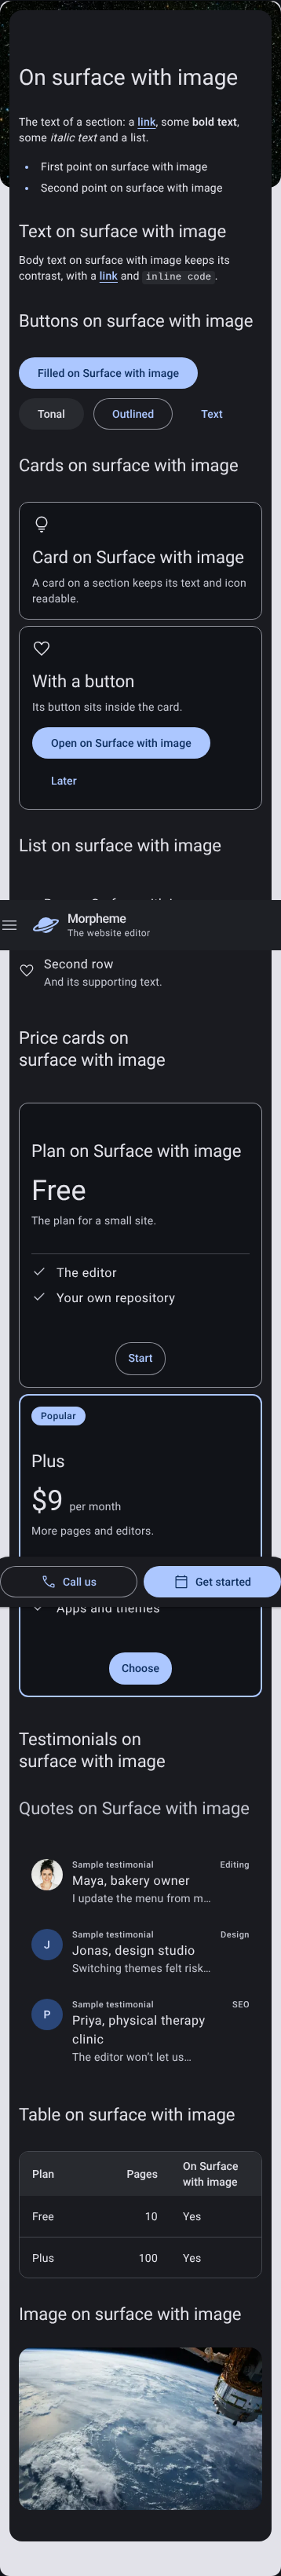 On surface with image
The text of a section: a link, some bold text,
some italic text and a list.
• First point on surface with image
• Second point on surface with image
Text on surface with image
Body text on surface with image keeps its
contrast, with a link and inline code.
Buttons on surface with image
Filled on Surface with image
Tonal
Outlined
Text
Cards on surface with image
Card on Surface with image
A card on a section keeps its text and icon
readable.
With a button
Its button sits inside the card.
Open on Surface with image
Later
List on surface with image
Morpheme
The website editor
Second row
And its supporting text.
Price cards on
surface with image
Plan on Surface with image
Free
The plan for a small site.
The editor
Your own repository
Start
Popular
Plus
$9 per month
More pages and editors.
Call us
Get started
Apps and themes
Choose
Testimonials on
surface with image
Quotes on Surface with image
Sample testimonial Editing
Maya, bakery owner
I update the menu from m...
J
Sample testimonial Design
Jonas, design studio
Switching themes felt risk...
P
Sample testimonial SEO
Priya, physical therapy
clinic
The editor won't let us...
Table on surface with image
Plan Pages On Surface
with image
Free 10 Yes
Plus 100 Yes
Image on surface with image